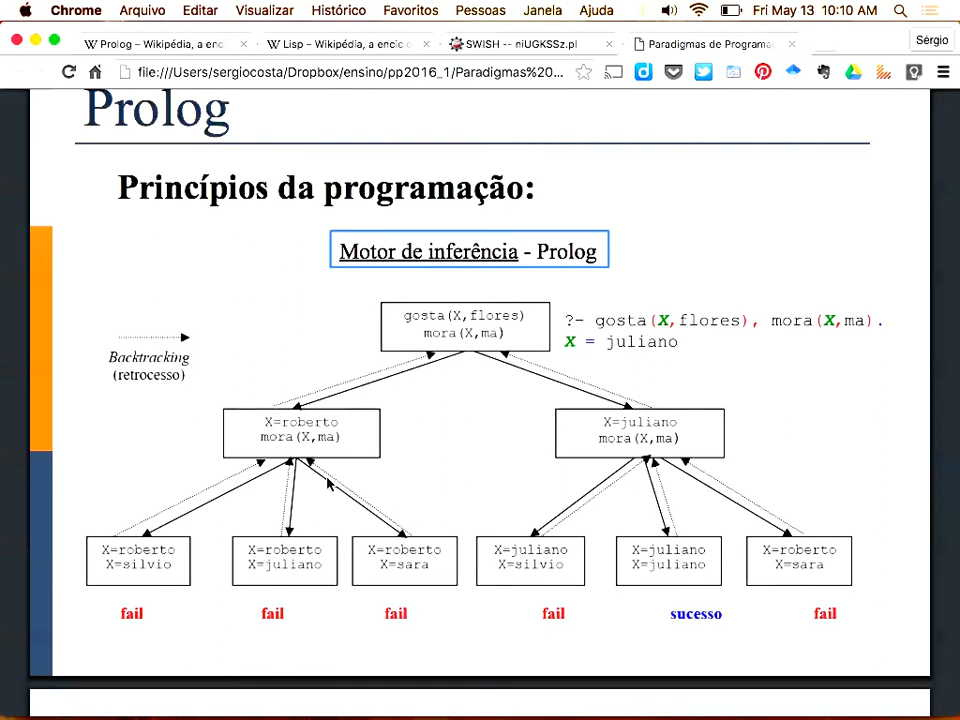 Chrome Arquivo Editar Visualizar Histórico Favoritos Pessoas Janela Ajuda Fri May 13 10:10 AM
Prolog – Wikipédia, a enc × Lisp – Wikipédia, a encic × SWISH -- niUGKSSz.pl × Paradigmas de Programa × Sérgio
file:///Users/sergiocosta/Dropbox/ensino/pp2016_1/Paradigmas%20...
Prolog
Princípios da programação:
Motor de inferência - Prolog
gosta(X,flores)
mora(X,ma)
?- gosta(X,flores), mora(X,ma).
X = juliano
Backtracking
(retrocesso)
X=roberto
mora(X,ma)
X=juliano
mora(X,ma)
X=roberto
X=silvio
X=roberto
X=juliano
X=roberto
X=sara
X=juliano
X=silvio
X=juliano
X=juliano
X=roberto
X=sara
fail fail fail fail sucesso fail